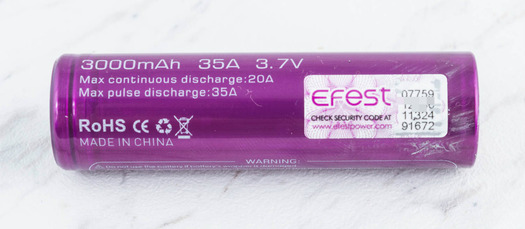 3000mAh 35A 3.7V
Max continuous discharge:20A
Max pulse discharge:35A
RoHS CE
MADE IN CHINA
EFEST
CHECK SECURITY CODE AT
www.efestpower.com
07759
11324
91672
WARNING: